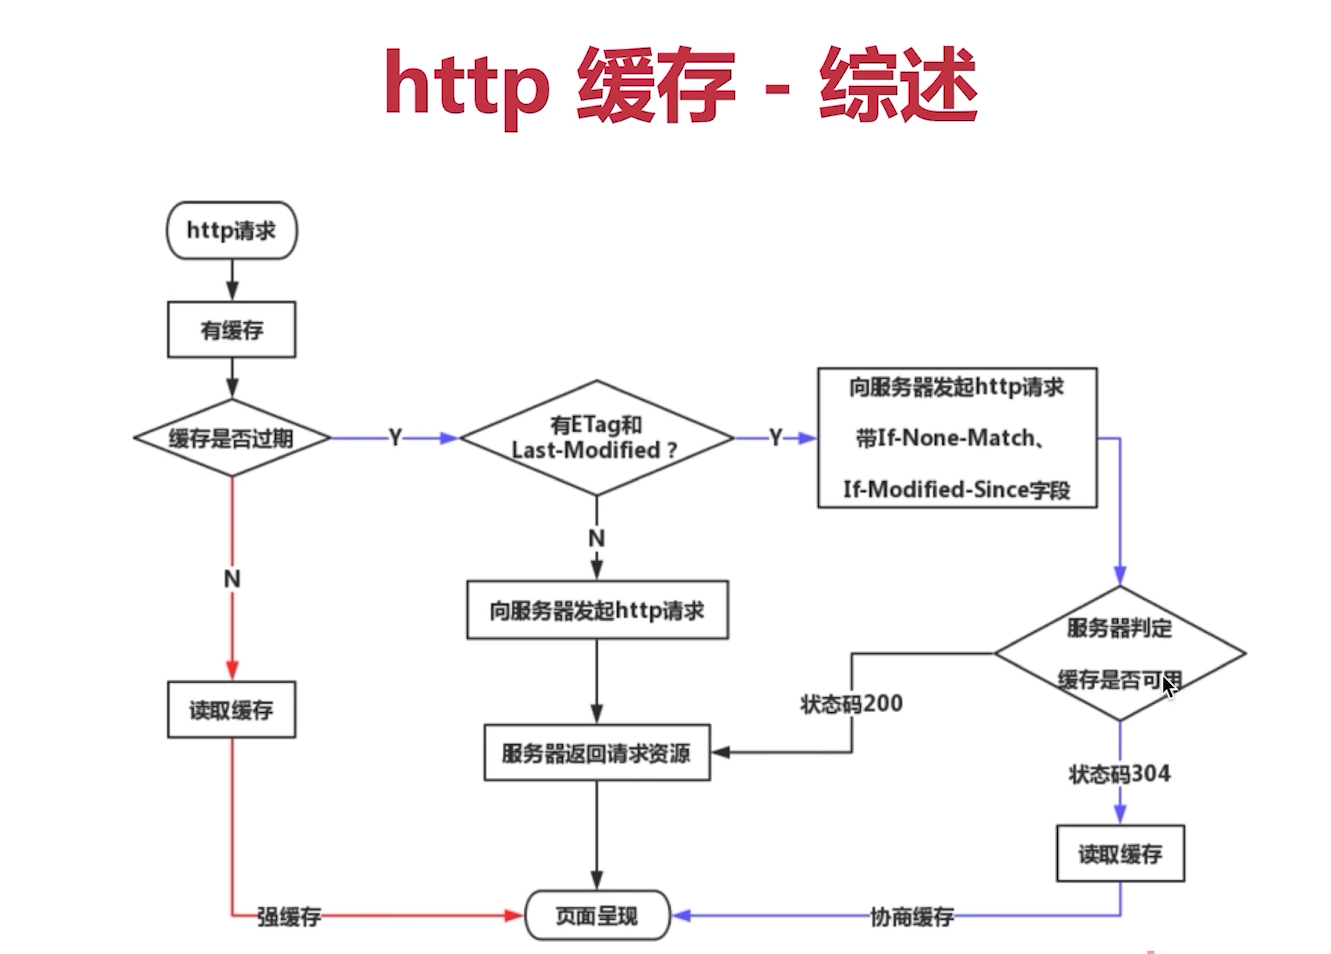 http 缓存 - 综述
http请求
有缓存
缓存是否过期
Y
有ETag和
Last-Modified ?
Y
向服务器发起http请求
带If-None-Match、
If-Modified-Since字段
N
N
向服务器发起http请求
服务器判定
缓存是否可用
读取缓存
状态码200
服务器返回请求资源
状态码304
读取缓存
强缓存
页面呈现
协商缓存